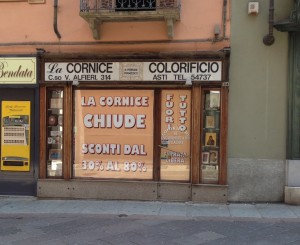 Bendata
La CORNICE
COLORIFICIO
C.so V. ALFIERI 314
ASTI TEL 54737
LA CORNICE
CHIUDE
SCONTI DAL
30% AL 80%
FUORI
TUTTO